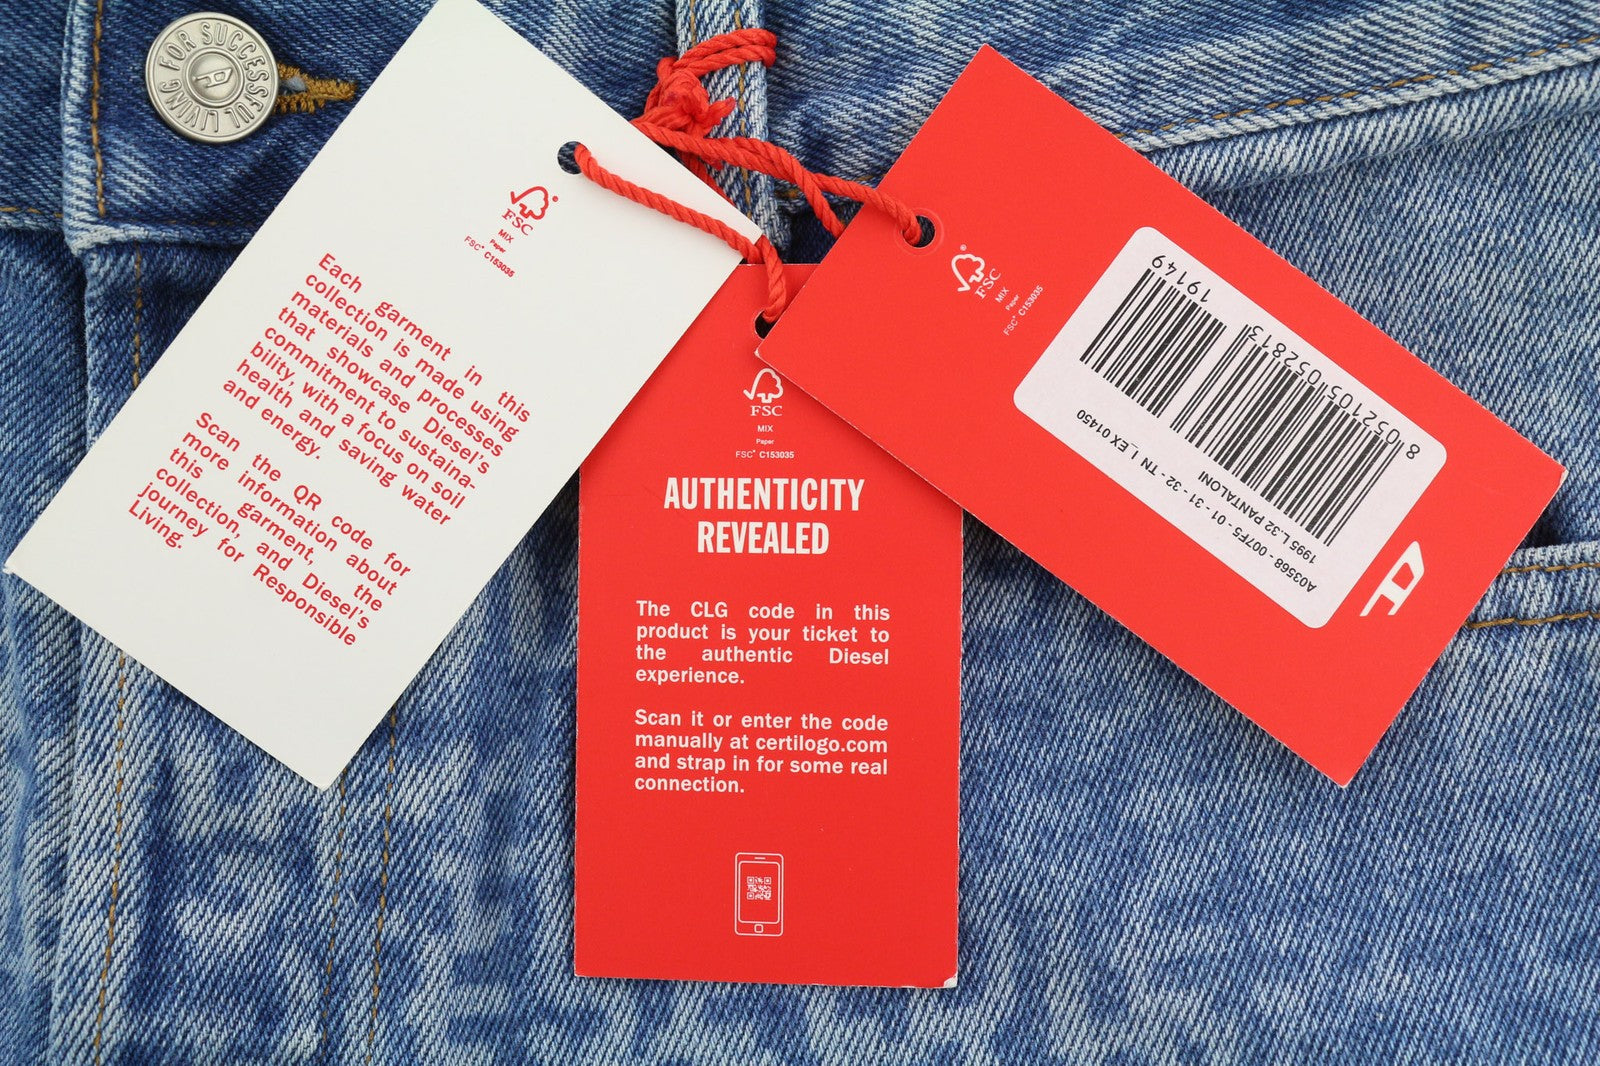 FOR SUCCESSFUL LIVING
D
FSC®
MIX
Paper
FSC® C153035
Each garment in this
collection is made using
materials and processes
that showcase Diesel's
commitment to sustaina-
bility, with a focus on soil
health and saving water
and energy.
Scan the QR code for
more information about
this garment, the
collection, and Diesel's
journey for Responsible
Living.
FSC
MIX
Paper
FSC® C153035
AUTHENTICITY
REVEALED
The CLG code in this
product is your ticket to
the authentic Diesel
experience.
Scan it or enter the code
manually at certilogo.com
and strap in for some real
connection.
FSC®
MIX
Paper
FSC® C153035
A03568 - 007F5 - 01 - 31 - 32 - TN I_EX 01450
1995 L.32 PANTALONI
8 052105 052813
19149
D